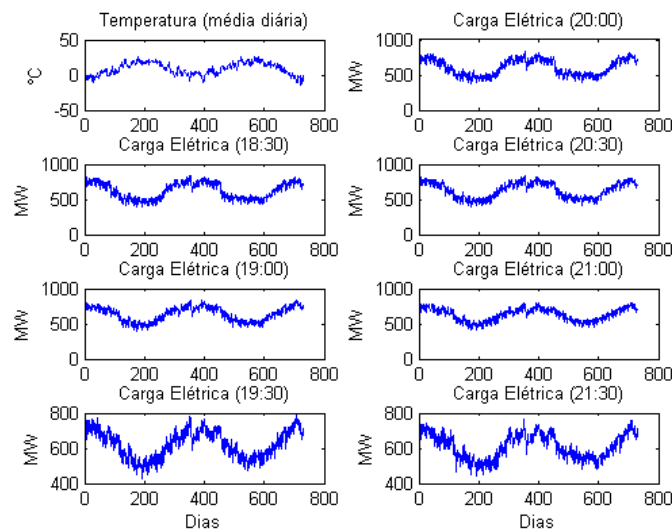 Temperatura (média diária)
50
0
-50
°C
0 200 400 600 800
Carga Elétrica (20:00)
1000
500
0
MW
0 200 400 600 800
Carga Elétrica (18:30)
1000
500
0
MW
0 200 400 600 800
Carga Elétrica (20:30)
1000
500
0
MW
0 200 400 600 800
Carga Elétrica (19:00)
1000
500
0
MW
0 200 400 600 800
Carga Elétrica (21:00)
1000
500
0
MW
0 200 400 600 800
Carga Elétrica (19:30)
800
600
400
MW
0 200 400 600 800
Dias
Carga Elétrica (21:30)
800
600
400
MW
0 200 400 600 800
Dias